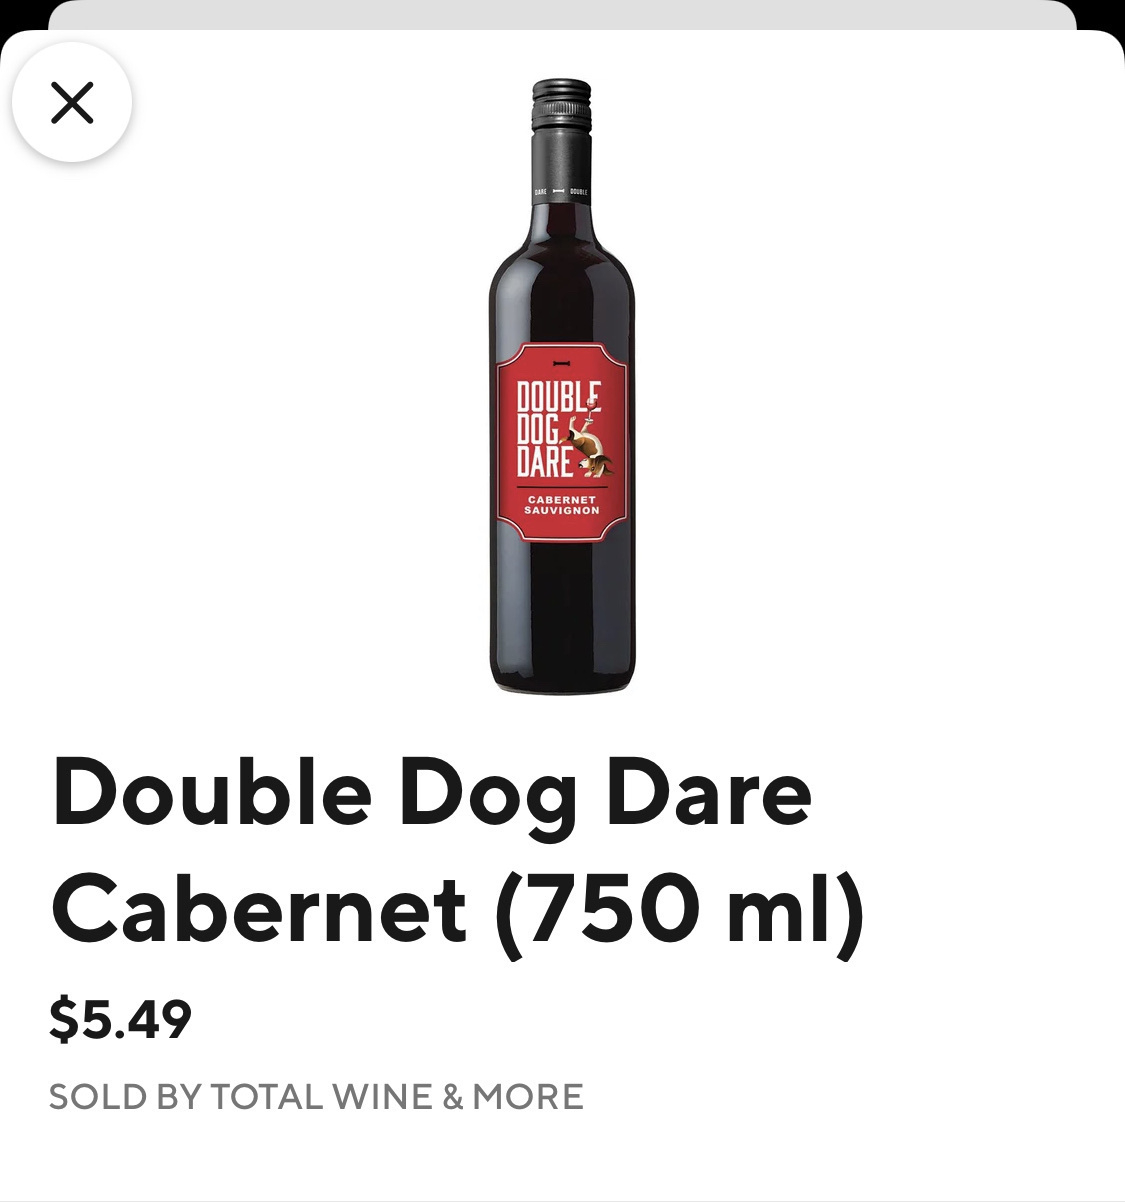 DARE DOUBLE
DOUBLE
DOG
DARE
CABERNET
SAUVIGNON
Double Dog Dare
Cabernet (750 ml)
$5.49
SOLD BY TOTAL WINE & MORE